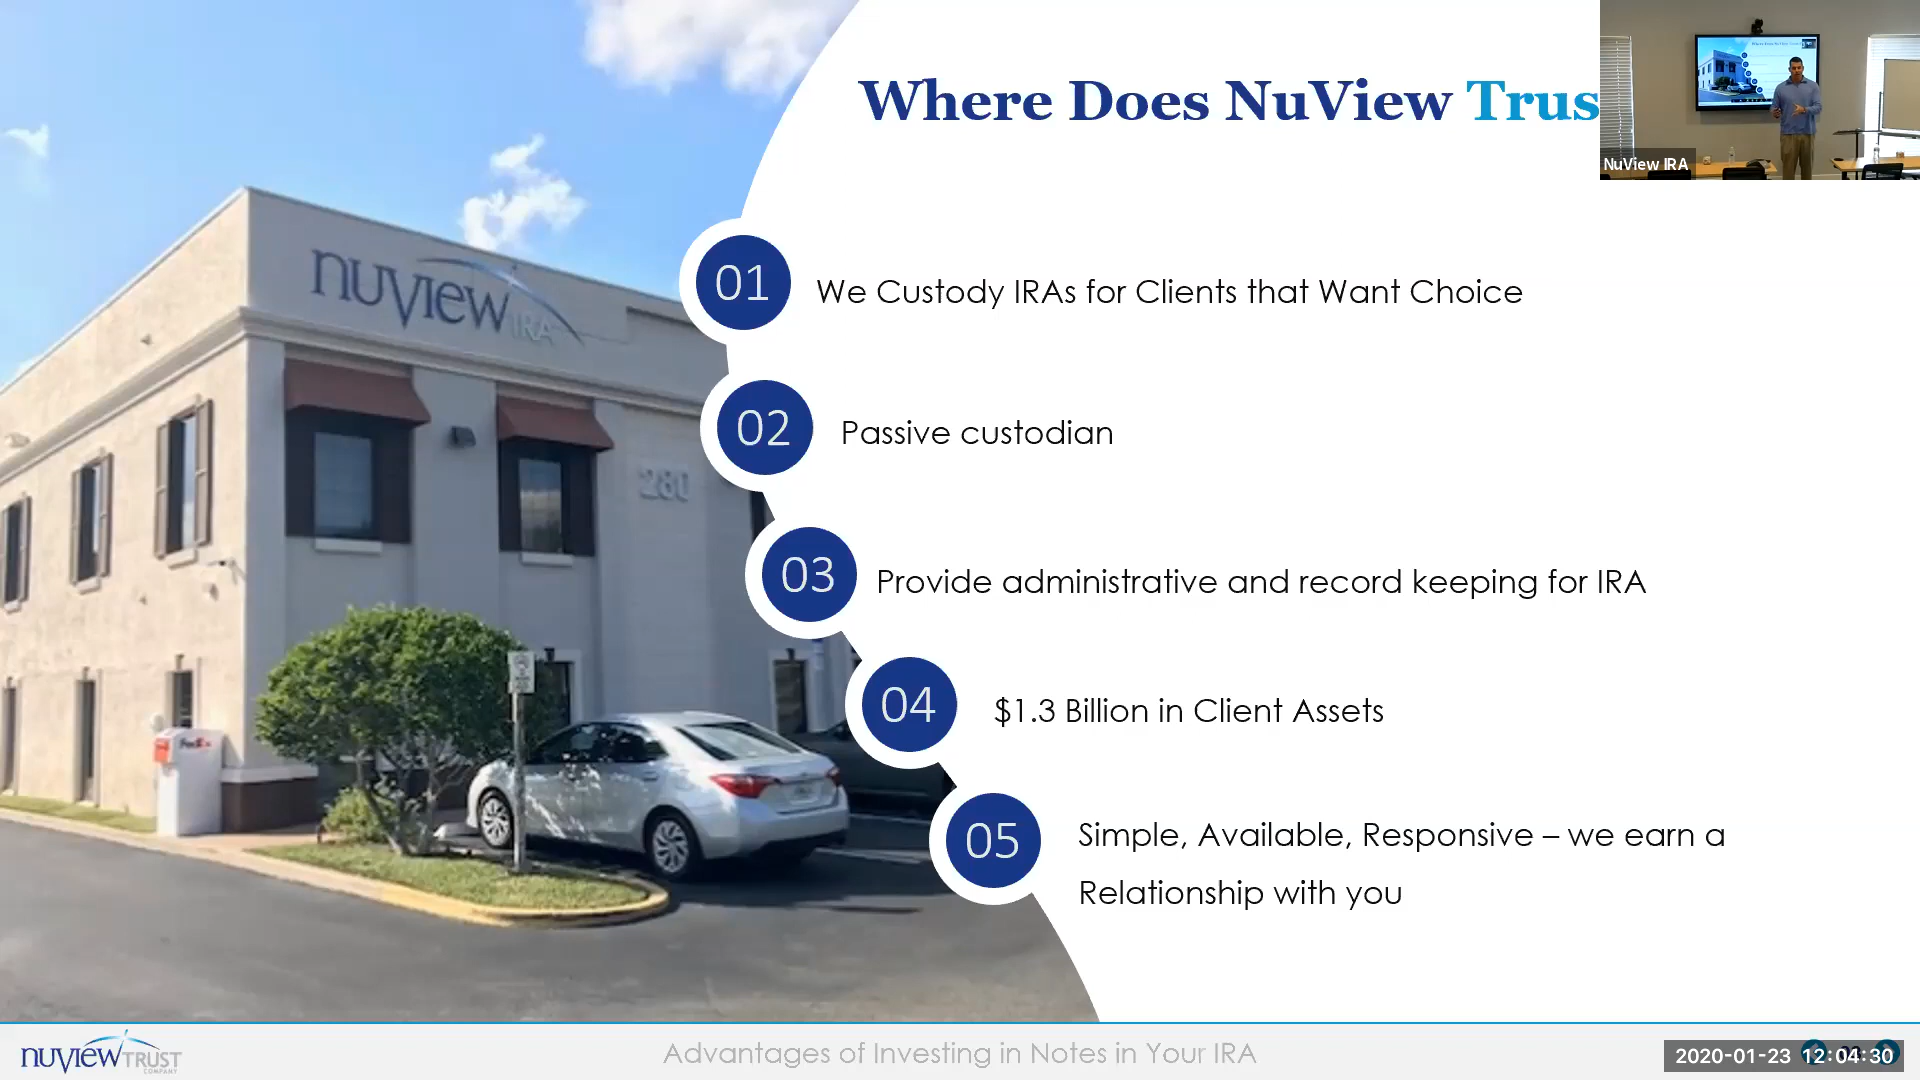 Where Does NuView Trus
NuView IRA
nuview
IRA
280
01
We Custody IRAs for Clients that Want Choice
02
Passive custodian
03
Provide administrative and record keeping for IRA
04
$1.3 Billion in Client Assets
05
Simple, Available, Responsive – we earn a
Relationship with you
FedEx
nuview TRUST
COMPANY
Advantages of Investing in Notes in Your IRA
2020-01-23 12:04:30